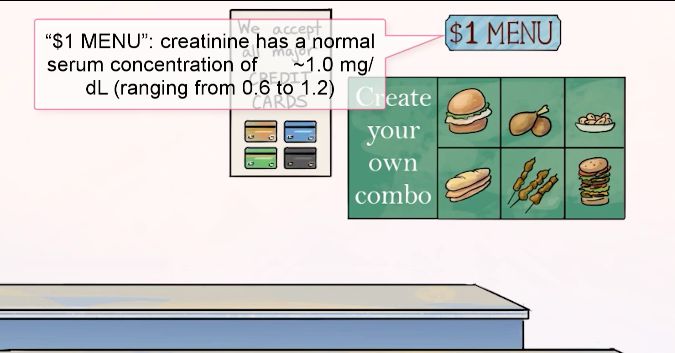 We accept
all major
CREDIT
CARDS
“$1 MENU”: creatinine has a normal
serum concentration of ~1.0 mg/
dL (ranging from 0.6 to 1.2)
$1 MENU
Create
your
own
combo